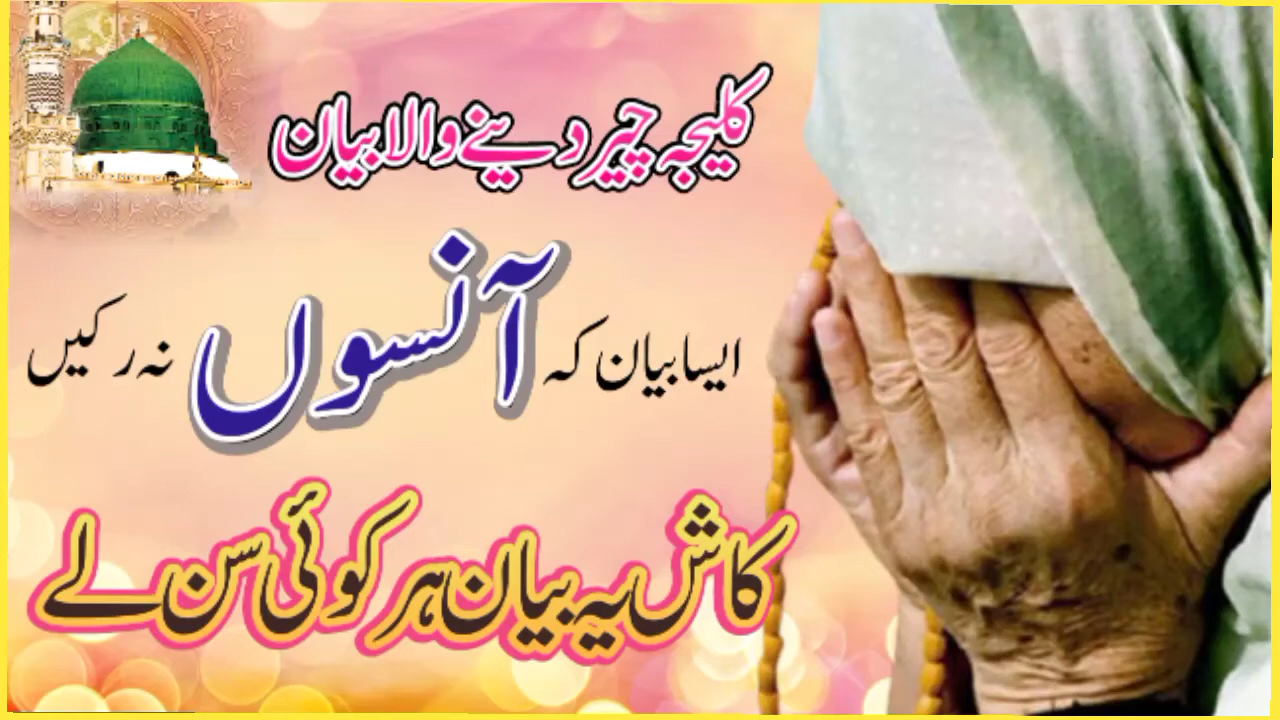 کلیجہ چیر دینے والا بیان
ایسا بیان کہ آنسوں نہ رکیں
کاش یہ بیان ہر کوئی سن لے